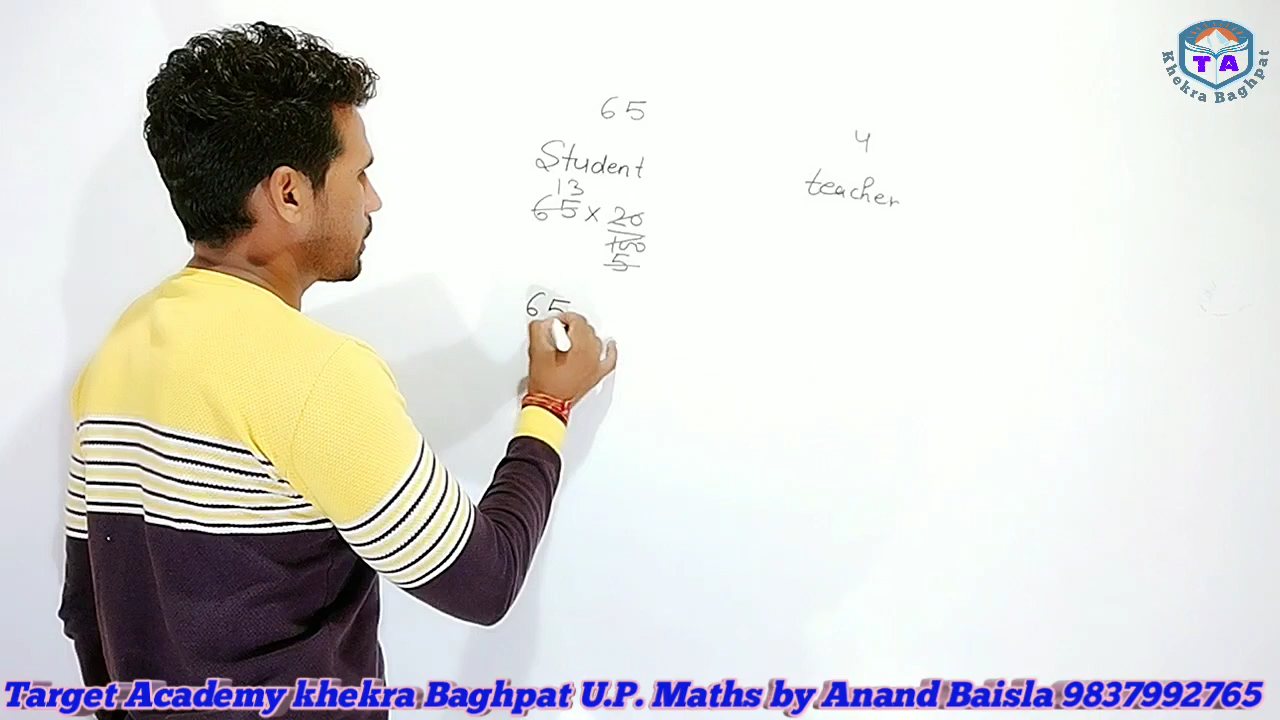 65
Student
13
65 × 20
100
5
65
4
teacher
T A
Khekra Baghpat
Target Academy khekra Baghpat U.P. Maths by Anand Baisla 9837992765